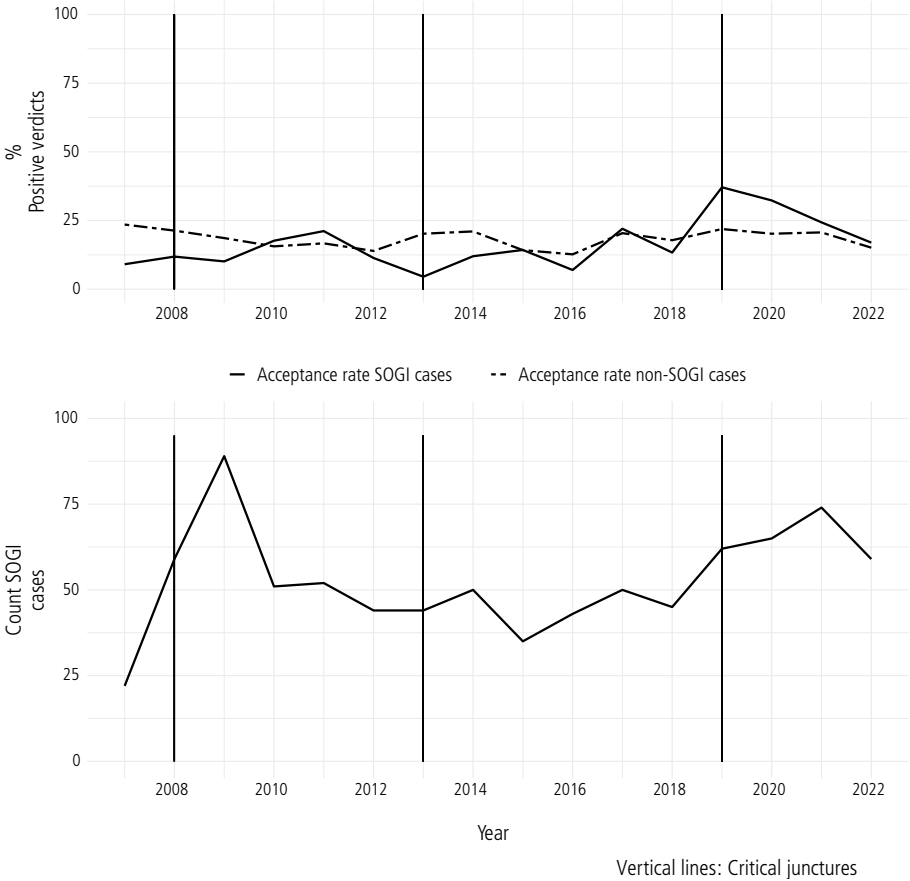 100
75
50
25
0
%
Positive verdicts
2008 2010 2012 2014 2016 2018 2020 2022
Acceptance rate SOGI cases Acceptance rate non-SOGI cases
100
75
50
25
0
Count SOGI
cases
2008 2010 2012 2014 2016 2018 2020 2022
Year
Vertical lines: Critical junctures